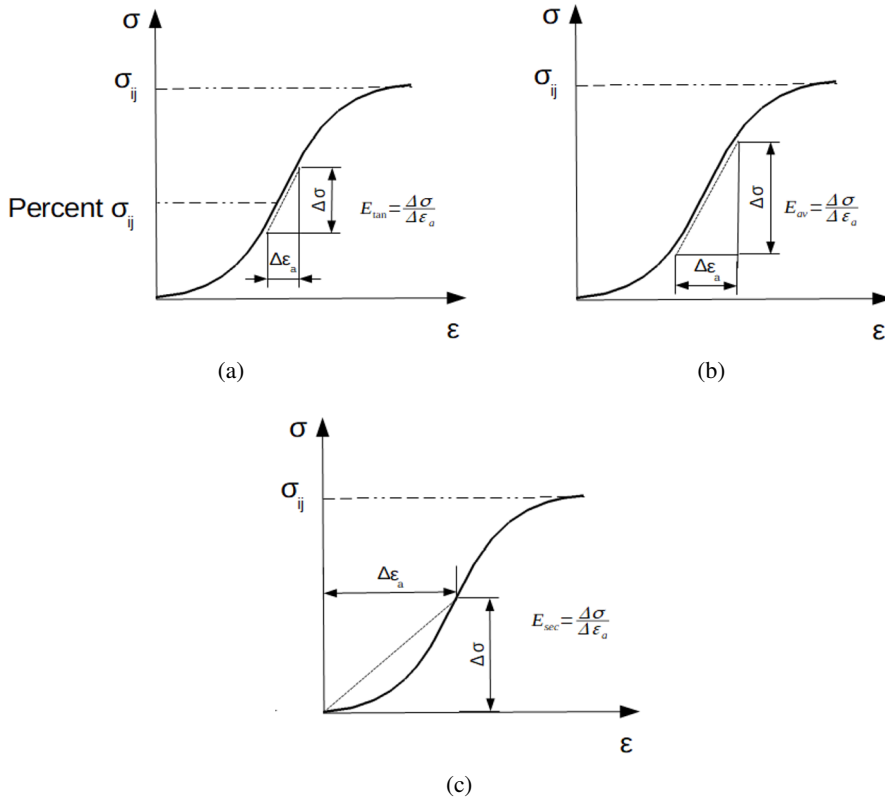 σ
σij
Percent σij
Δσ
Etan=Δσ/Δεa
Δεa
ε
(a)
σ
σij
Δσ
Eav=Δσ/Δεa
Δεa
ε
(b)
σ
σij
Δεa
Esec=Δσ/Δεa
Δσ
ε
(c)